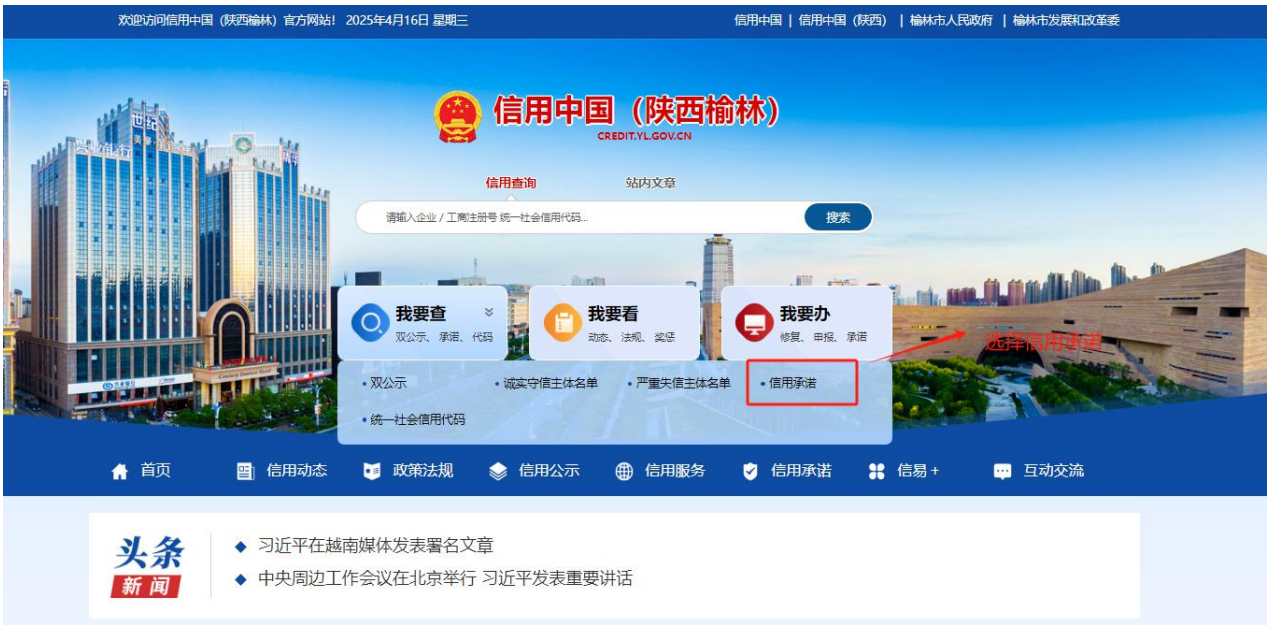 欢迎访问信用中国（陕西榆林）官方网站！ 2025年4月16日 星期三
信用中国 | 信用中国（陕西） | 榆林市人民政府 | 榆林市发展和改革委
信用中国（陕西榆林）
CREDIT.YL.GOV.CN
信用查询 站内文章
请输入企业 / 工商注册号 统一社会信用代码... 搜索
世纪
兴业银行
我要查 我要看 我要办
双公示、承诺、代码 动态、法规、奖惩 修复、申报、承诺
选择信用承诺
• 双公示 • 诚实守信主体名单 • 严重失信主体名单 • 信用承诺
• 统一社会信用代码
首页 信用动态 政策法规 信用公示 信用服务 信用承诺 信易+ 互动交流
头条
新闻
◆ 习近平在越南媒体发表署名文章
◆ 中央周边工作会议在北京举行 习近平发表重要讲话